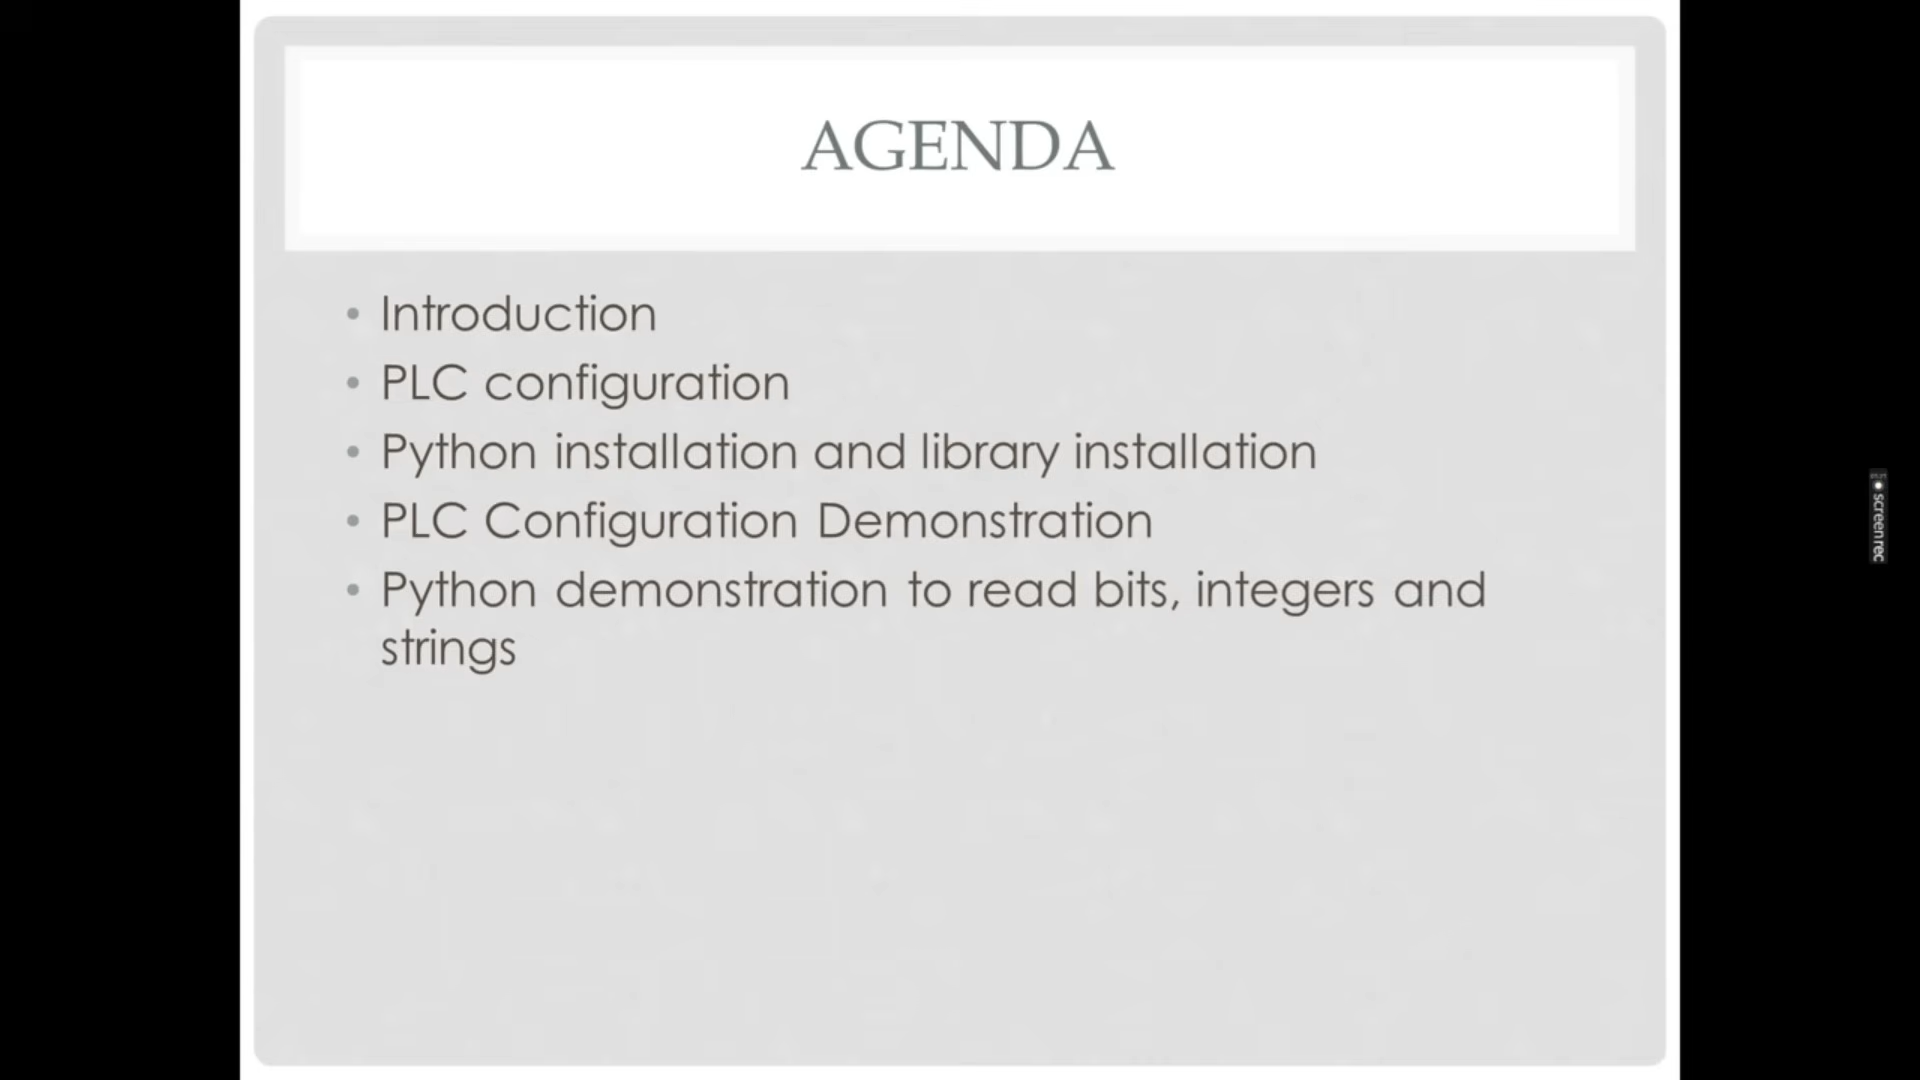 AGENDA
• Introduction
• PLC configuration
• Python installation and library installation
• PLC Configuration Demonstration
• Python demonstration to read bits, integers and
strings
screenrec